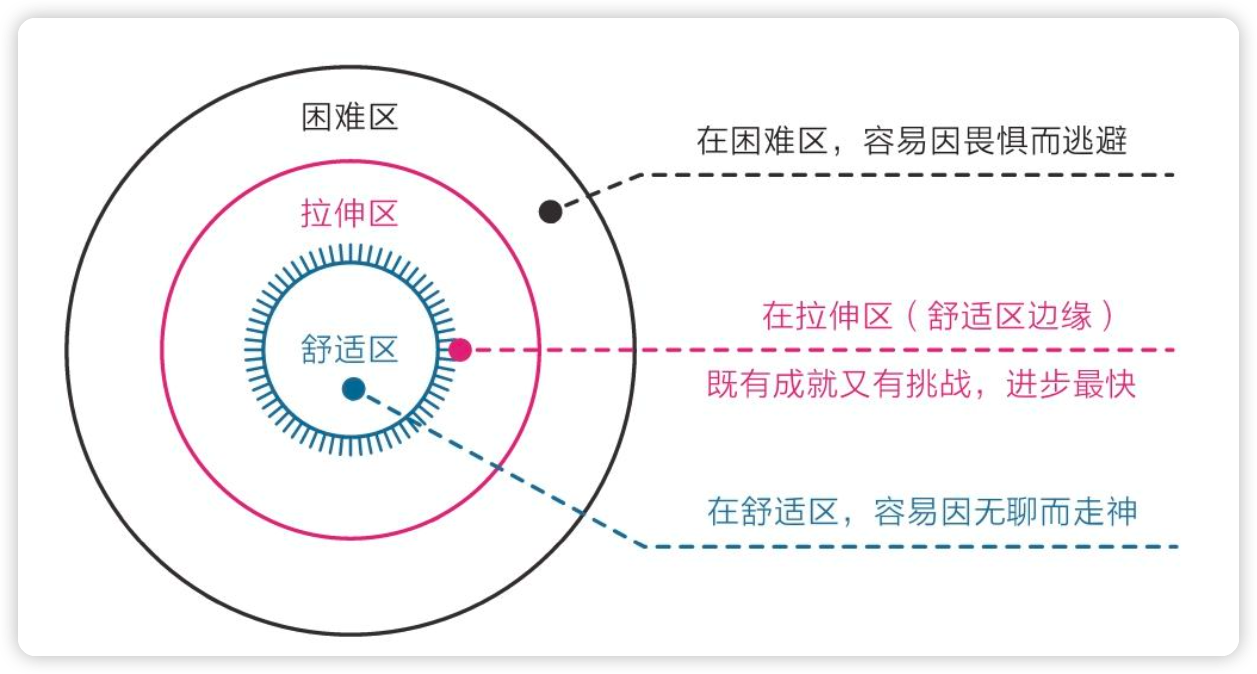 困难区
在困难区，容易因畏惧而逃避
拉伸区
在拉伸区（舒适区边缘）
舒适区
既有成就又有挑战，进步最快
在舒适区，容易因无聊而走神